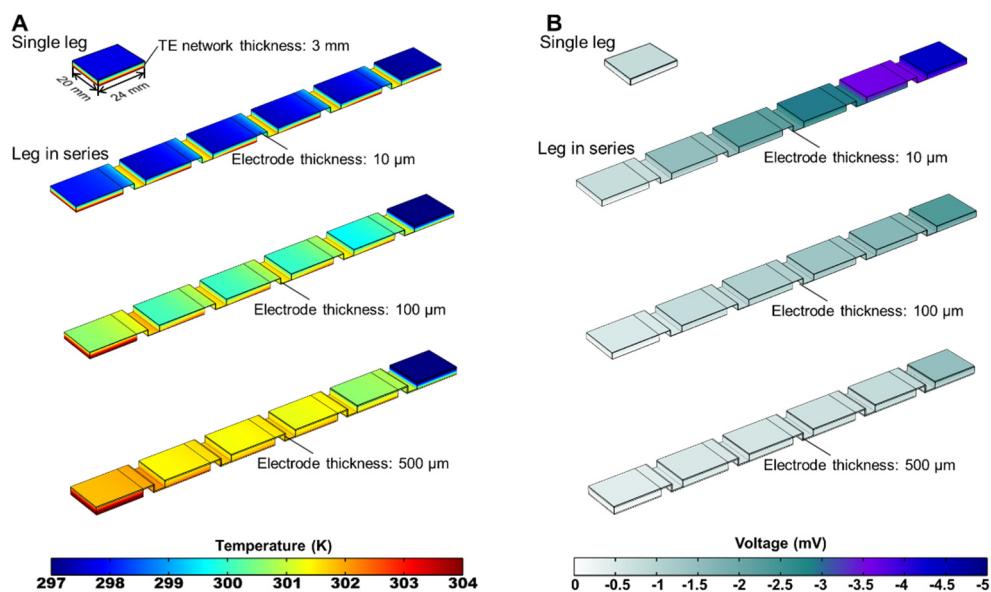 A
Single leg
TE network thickness: 3 mm
20 mm
24 mm
Leg in series
Electrode thickness: 10 µm
Electrode thickness: 100 µm
Electrode thickness: 500 µm
Temperature (K)
297 298 299 300 301 302 303 304
B
Single leg
Leg in series
Electrode thickness: 10 µm
Electrode thickness: 100 µm
Electrode thickness: 500 µm
Voltage (mV)
0 -0.5 -1 -1.5 -2 -2.5 -3 -3.5 -4 -4.5 -5